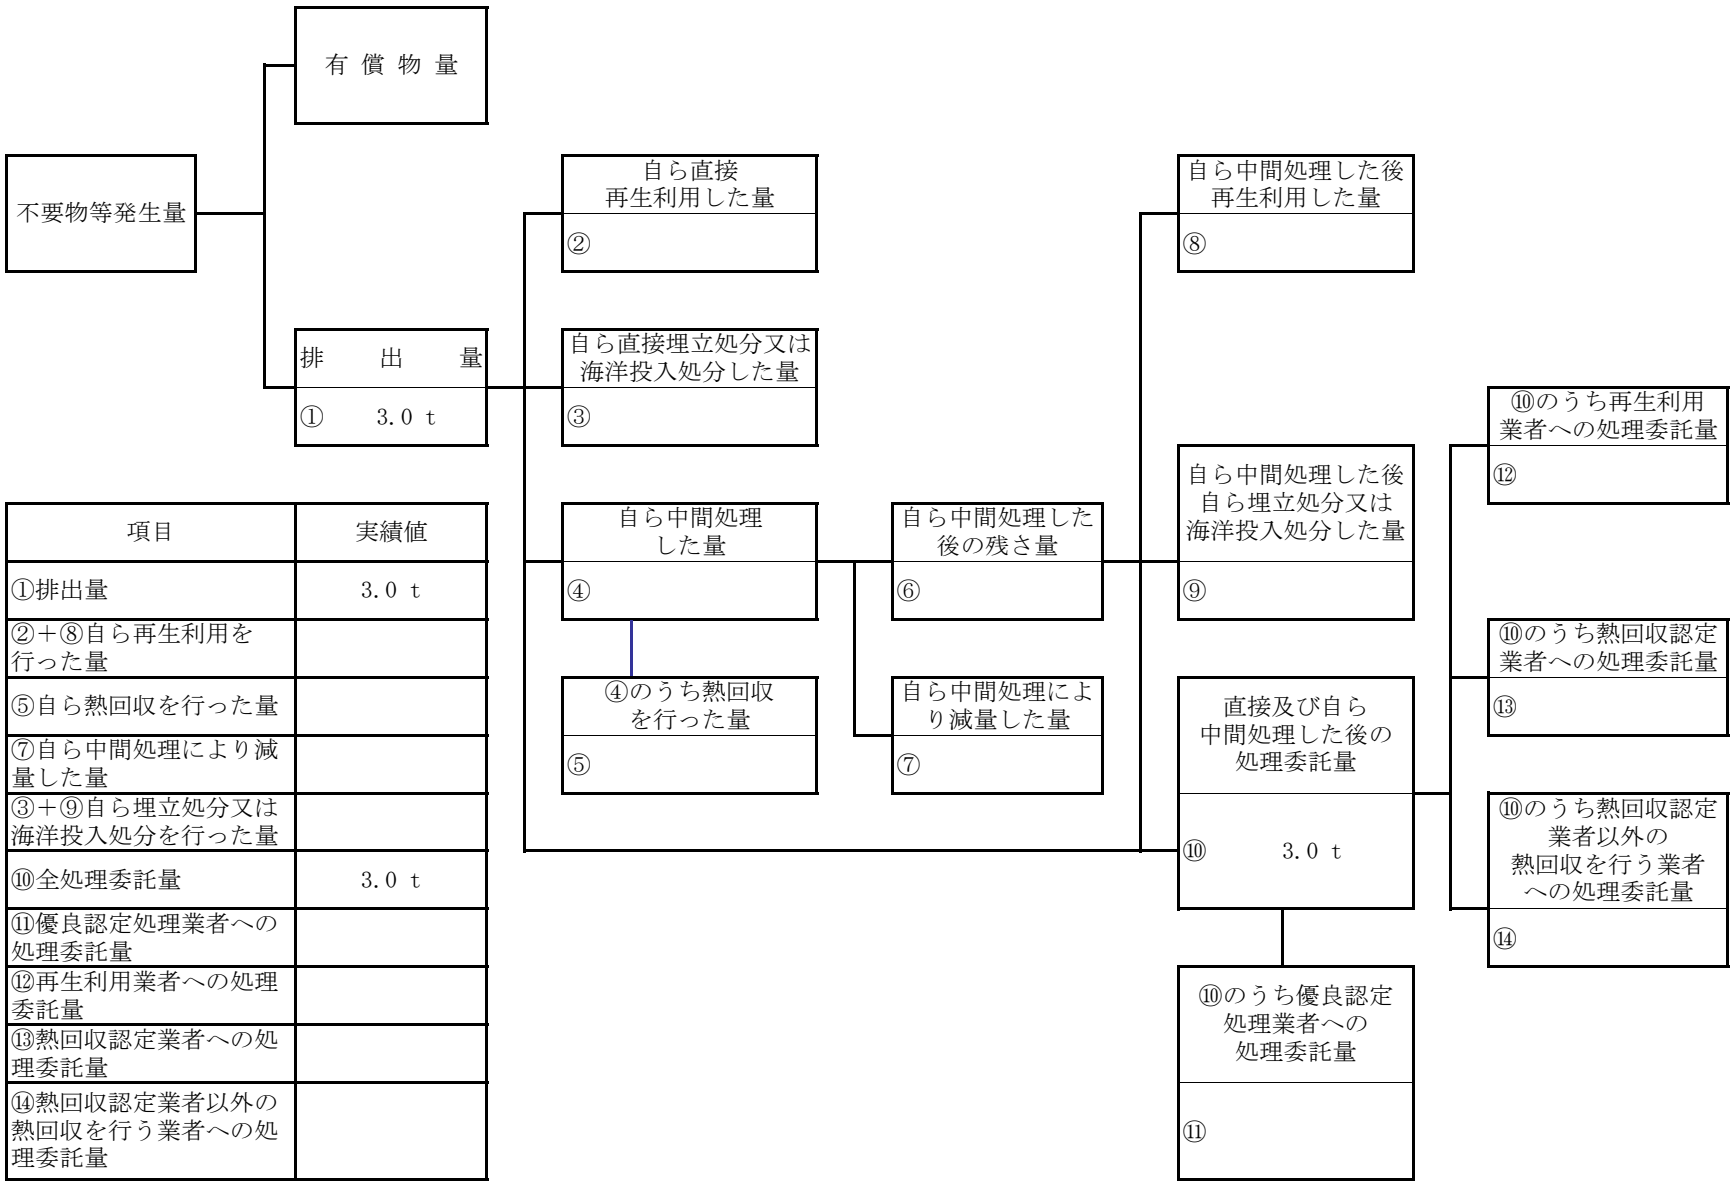 有 償 物 量
不要物等発生量
排 出 量
① 3.0 t
自ら直接
再生利用した量
②
自ら直接埋立処分又は
海洋投入処分した量
③
自ら中間処理
した量
④
④のうち熱回収
を行った量
⑤
自ら中間処理した
後の残さ量
⑥
自ら中間処理によ
り減量した量
⑦
自ら中間処理した後
再生利用した量
⑧
自ら中間処理した後
自ら埋立処分又は
海洋投入処分した量
⑨
直接及び自ら
中間処理した後の
処理委託量
⑩ 3.0 t
⑩のうち優良認定
処理業者への
処理委託量
⑪
⑩のうち再生利用
業者への処理委託量
⑫
⑩のうち熱回収認定
業者への処理委託量
⑬
⑩のうち熱回収認定
業者以外の
熱回収を行う業者
への処理委託量
⑭
項目 実績値
①排出量 3.0 t
②＋⑧自ら再生利用を
行った量
⑤自ら熱回収を行った量
⑦自ら中間処理により減
量した量
③＋⑨自ら埋立処分又は
海洋投入処分を行った量
⑩全処理委託量 3.0 t
⑪優良認定処理業者への
処理委託量
⑫再生利用業者への処理
委託量
⑬熱回収認定業者への処
理委託量
⑭熱回収認定業者以外の
熱回収を行う業者への処
理委託量